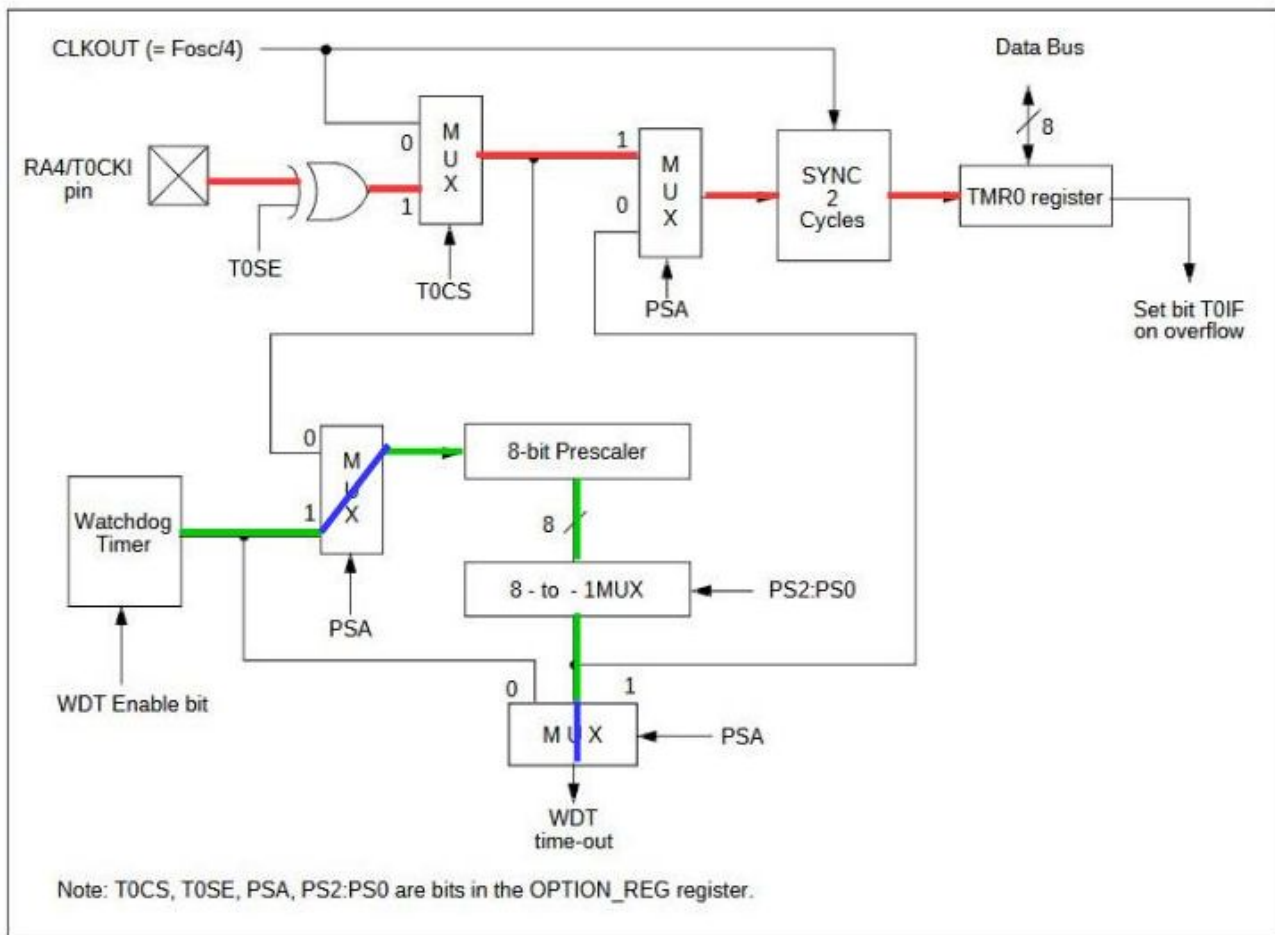 CLKOUT (= Fosc/4)
Data Bus
8
RA4/T0CKI
pin
0
1
M
U
X
T0SE
T0CS
1
0
M
U
X
PSA
SYNC
2
Cycles
TMR0 register
Set bit T0IF
on overflow
0
1
M
U
X
8-bit Prescaler
Watchdog
Timer
8
8 - to - 1MUX
PS2:PS0
PSA
WDT Enable bit
0
1
M U X
PSA
WDT
time-out
Note: T0CS, T0SE, PSA, PS2:PS0 are bits in the OPTION_REG register.